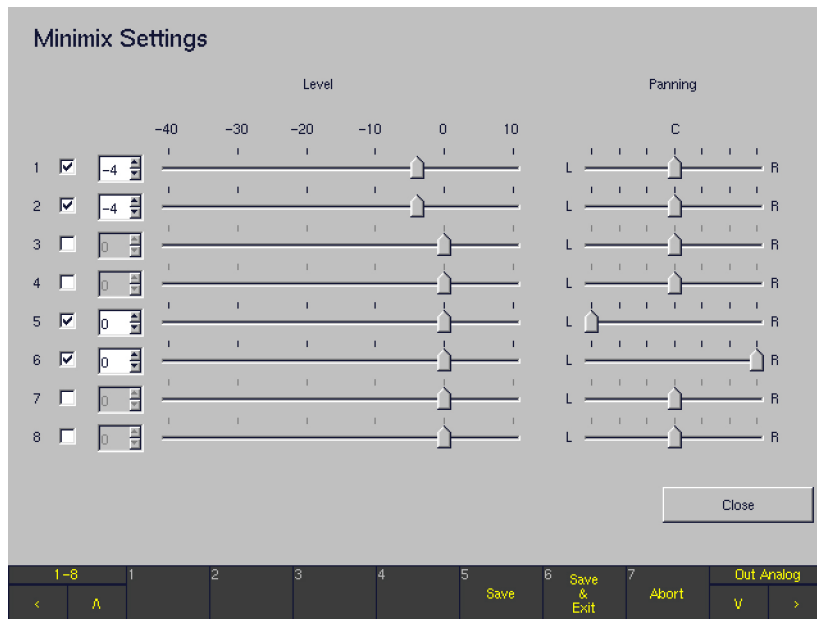 Minimix Settings
Level Panning
-40 -30 -20 -10 0 10 C
1 -4 L R
2 -4 L R
3 0 L R
4 0 L R
5 0 L R
6 0 L R
7 0 L R
8 0 L R
Close
1-8 1 2 3 4 5 Save 6 Save & Exit 7 Abort Out Analog
< Λ V >